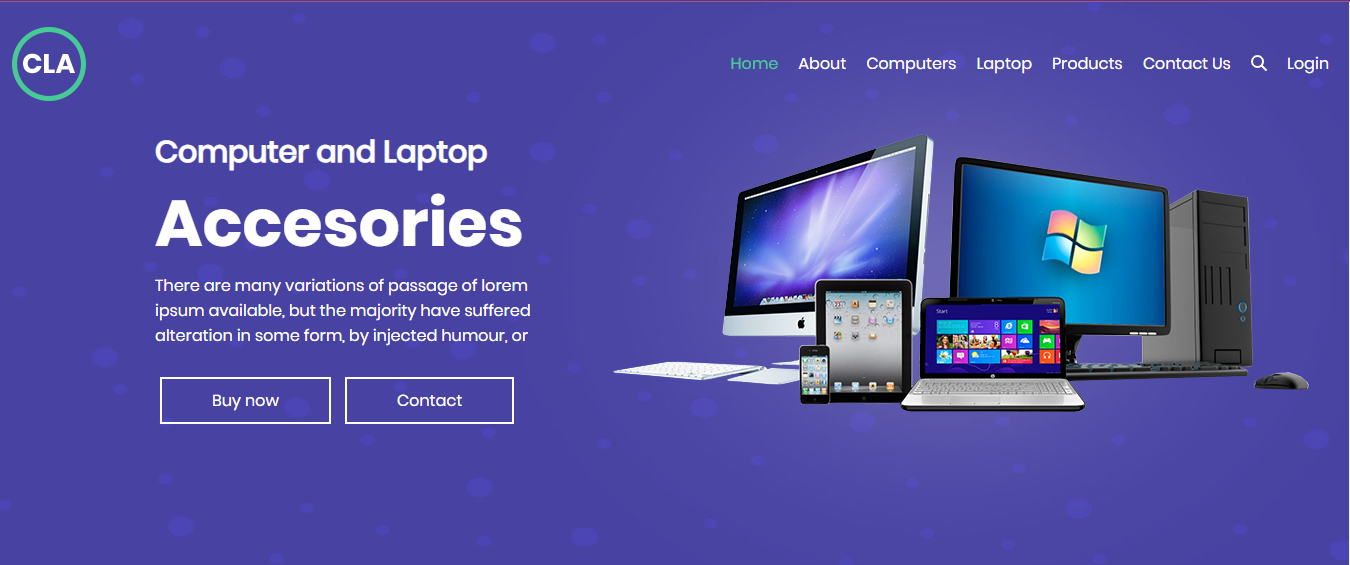 CLA
Home About Computers Laptop Products Contact Us Login
Computer and Laptop
Accesories
There are many variations of passage of lorem
ipsum available, but the majority have suffered
alteration in some form, by injected humour, or
Buy now Contact
Start